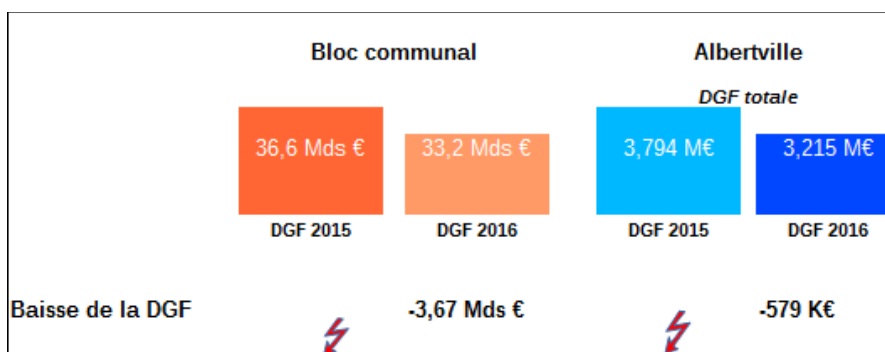 Bloc communal Albertville
DGF totale
36,6 Mds € 33,2 Mds € 3,794 M€ 3,215 M€
DGF 2015 DGF 2016 DGF 2015 DGF 2016
Baisse de la DGF -3,67 Mds € -579 K€